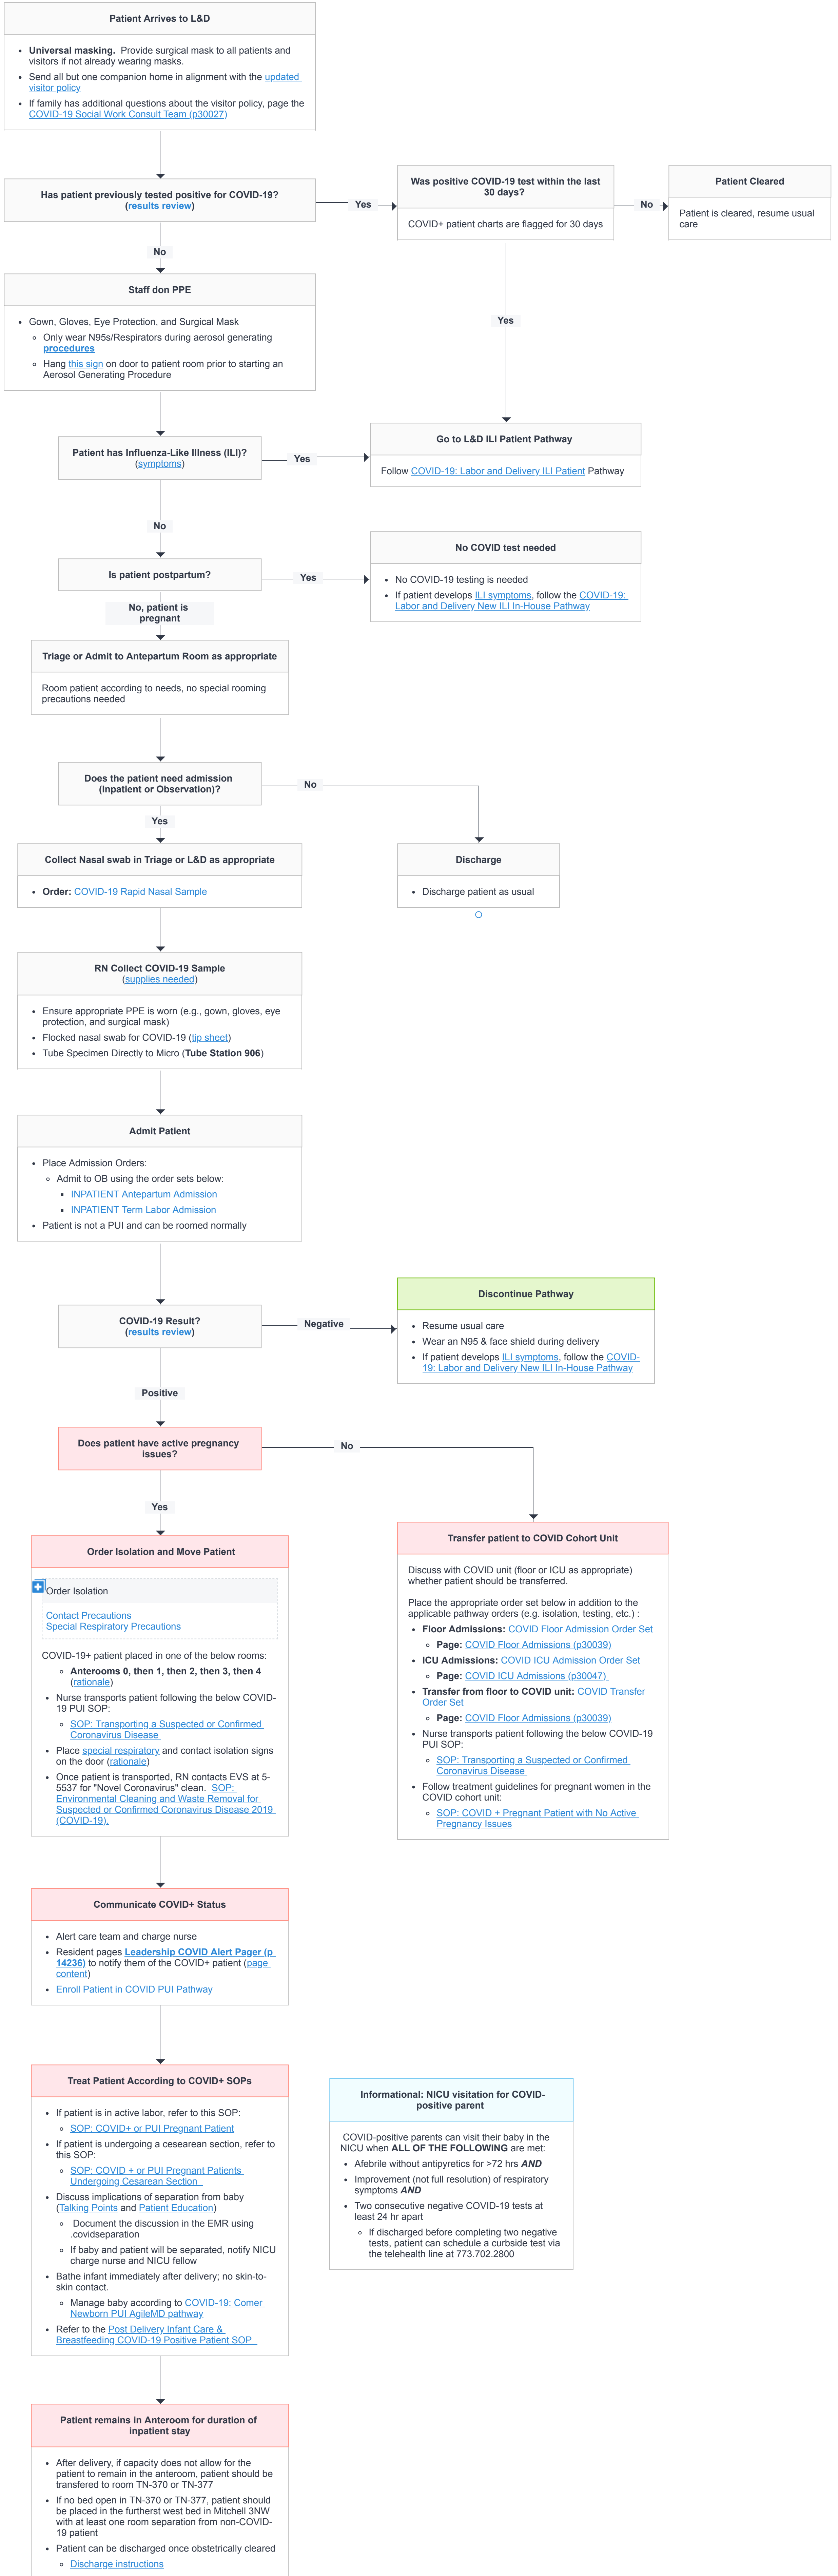 Patient Arrives to L&D
Universal masking. Provide surgical mask to all patients and
visitors if not already wearing masks.
Send all but one companion home in alignment with the updated
visitor policy
If family has additional questions about the visitor policy, page the
COVID-19 Social Work Consult Team (p30027)
Has patient previously tested positive for COVID-19?
(results review)
Yes
Was positive COVID-19 test within the last
30 days?
COVID+ patient charts are flagged for 30 days
No
Patient Cleared
Patient is cleared, resume usual
care
No
Staff don PPE
Gown, Gloves, Eye Protection, and Surgical Mask
Only wear N95s/Respirators during aerosol generating
procedures
Hang this sign on door to patient room prior to starting an
Aerosol Generating Procedure
Yes
Patient has Influenza-Like Illness (ILI)?
(symptoms)
Yes
Go to L&D ILI Patient Pathway
Follow COVID-19: Labor and Delivery ILI Patient Pathway
No
Is patient postpartum?
Yes
No COVID test needed
No COVID-19 testing is needed
If patient develops ILI symptoms, follow the COVID-19:
Labor and Delivery New ILI In-House Pathway
No, patient is
pregnant
Triage or Admit to Antepartum Room as appropriate
Room patient according to needs, no special rooming
precautions needed
Does the patient need admission
(Inpatient or Observation)?
No
Yes
Collect Nasal swab in Triage or L&D as appropriate
Order: COVID-19 Rapid Nasal Sample
Discharge
Discharge patient as usual
RN Collect COVID-19 Sample
(supplies needed)
Ensure appropriate PPE is worn (e.g., gown, gloves, eye
protection, and surgical mask)
Flocked nasal swab for COVID-19 (tip sheet)
Tube Specimen Directly to Micro (Tube Station 906)
Admit Patient
Place Admission Orders:
Admit to OB using the order sets below:
INPATIENT Antepartum Admission
INPATIENT Term Labor Admission
Patient is not a PUI and can be roomed normally
COVID-19 Result?
(results review)
Negative
Discontinue Pathway
Resume usual care
Wear an N95 & face shield during delivery
If patient develops ILI symptoms, follow the COVID-
19: Labor and Delivery New ILI In-House Pathway
Positive
Does patient have active pregnancy
issues?
No
Yes
Order Isolation and Move Patient
Order Isolation
Contact Precautions
Special Respiratory Precautions
COVID-19+ patient placed in one of the below rooms:
Anterooms 0, then 1, then 2, then 3, then 4
(rationale)
Nurse transports patient following the below COVID-
19 PUI SOP:
SOP: Transporting a Suspected or Confirmed
Coronavirus Disease
Place special respiratory and contact isolation signs
on the door (rationale)
Once patient is transported, RN contacts EVS at 5-
5537 for "Novel Coronavirus" clean. SOP:
Environmental Cleaning and Waste Removal for
Suspected or Confirmed Coronavirus Disease 2019
(COVID-19).
Transfer patient to COVID Cohort Unit
Discuss with COVID unit (floor or ICU as appropriate)
whether patient should be transferred.
Place the appropriate order set below in addition to the
applicable pathway orders (e.g. isolation, testing, etc.) :
Floor Admissions: COVID Floor Admission Order Set
Page: COVID Floor Admissions (p30039)
ICU Admissions: COVID ICU Admission Order Set
Page: COVID ICU Admissions (p30047)
Transfer from floor to COVID unit: COVID Transfer
Order Set
Page: COVID Floor Admissions (p30039)
Nurse transports patient following the below COVID-19
PUI SOP:
SOP: Transporting a Suspected or Confirmed
Coronavirus Disease
Follow treatment guidelines for pregnant women in the
COVID cohort unit:
SOP: COVID + Pregnant Patient with No Active
Pregnancy Issues
Communicate COVID+ Status
Alert care team and charge nurse
Resident pages Leadership COVID Alert Pager (p
14236) to notify them of the COVID+ patient (page
content)
Enroll Patient in COVID PUI Pathway
Treat Patient According to COVID+ SOPs
If patient is in active labor, refer to this SOP:
SOP: COVID+ or PUI Pregnant Patient
If patient is undergoing a cesearean section, refer to
this SOP:
SOP: COVID + or PUI Pregnant Patients
Undergoing Cesarean Section
Discuss implications of separation from baby
(Talking Points and Patient Education)
Document the discussion in the EMR using
.covidseparation
If baby and patient will be separated, notify NICU
charge nurse and NICU fellow
Bathe infant immediately after delivery; no skin-to-
skin contact.
Manage baby according to COVID-19: Comer
Newborn PUI AgileMD pathway
Refer to the Post Delivery Infant Care &
Breastfeeding COVID-19 Positive Patient SOP
Informational: NICU visitation for COVID-
positive parent
COVID-positive parents can visit their baby in the
NICU when ALL OF THE FOLLOWING are met:
Afebrile without antipyretics for >72 hrs AND
Improvement (not full resolution) of respiratory
symptoms AND
Two consecutive negative COVID-19 tests at
least 24 hr apart
If discharged before completing two negative
tests, patient can schedule a curbside test via
the telehealth line at 773.702.2800
Patient remains in Anteroom for duration of
inpatient stay
After delivery, if capacity does not allow for the
patient to remain in the anteroom, patient should be
transfered to room TN-370 or TN-377
If no bed open in TN-370 or TN-377, patient should
be placed in the furtherst west bed in Mitchell 3NW
with at least one room separation from non-COVID-
19 patient
Patient can be discharged once obstetrically cleared
Discharge instructions